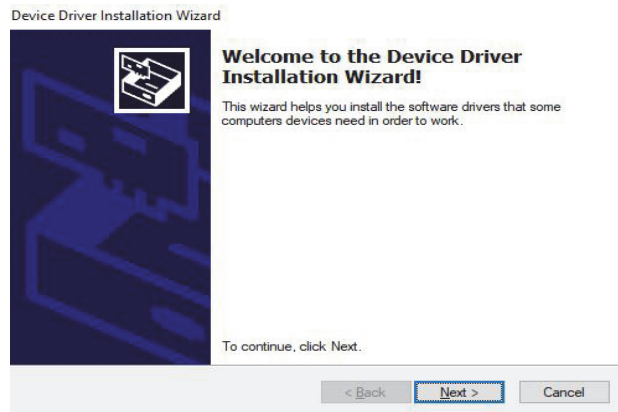 Device Driver Installation Wizard
Welcome to the Device Driver
Installation Wizard!
This wizard helps you install the software drivers that some
computers devices need in order to work.
To continue, click Next.
< Back
Next >
Cancel